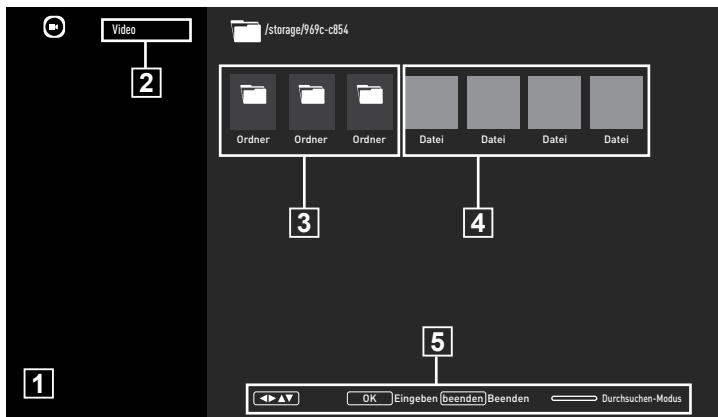 Video
/storage/969c-c854
2
Ordner Ordner Ordner Datei Datei Datei Datei
3 4
5
1
◀▶▲▼ OK Eingeben beenden Beenden Durchsuchen-Modus